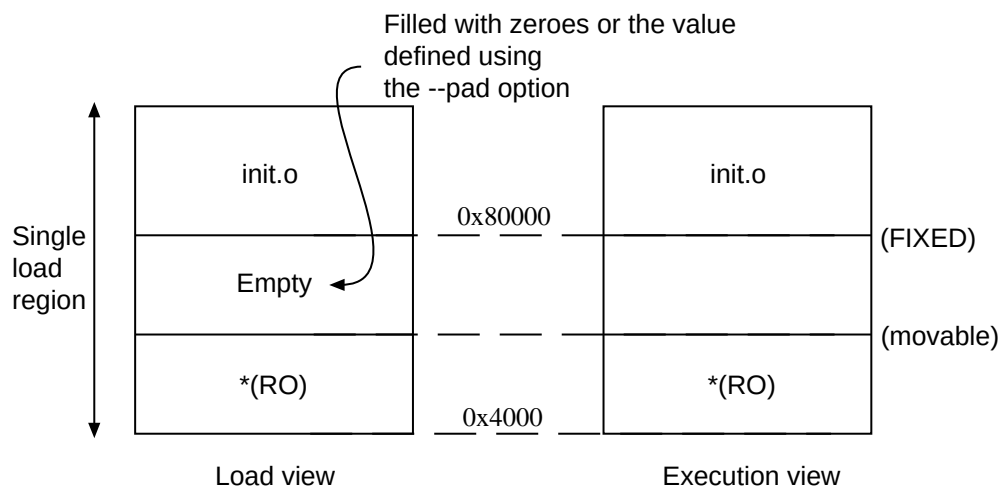 Filled with zeroes or the value
defined using
the --pad option
init.o
init.o
0x80000
Single
load
region
(FIXED)
Empty
(movable)
*(RO)
*(RO)
0x4000
Load view
Execution view